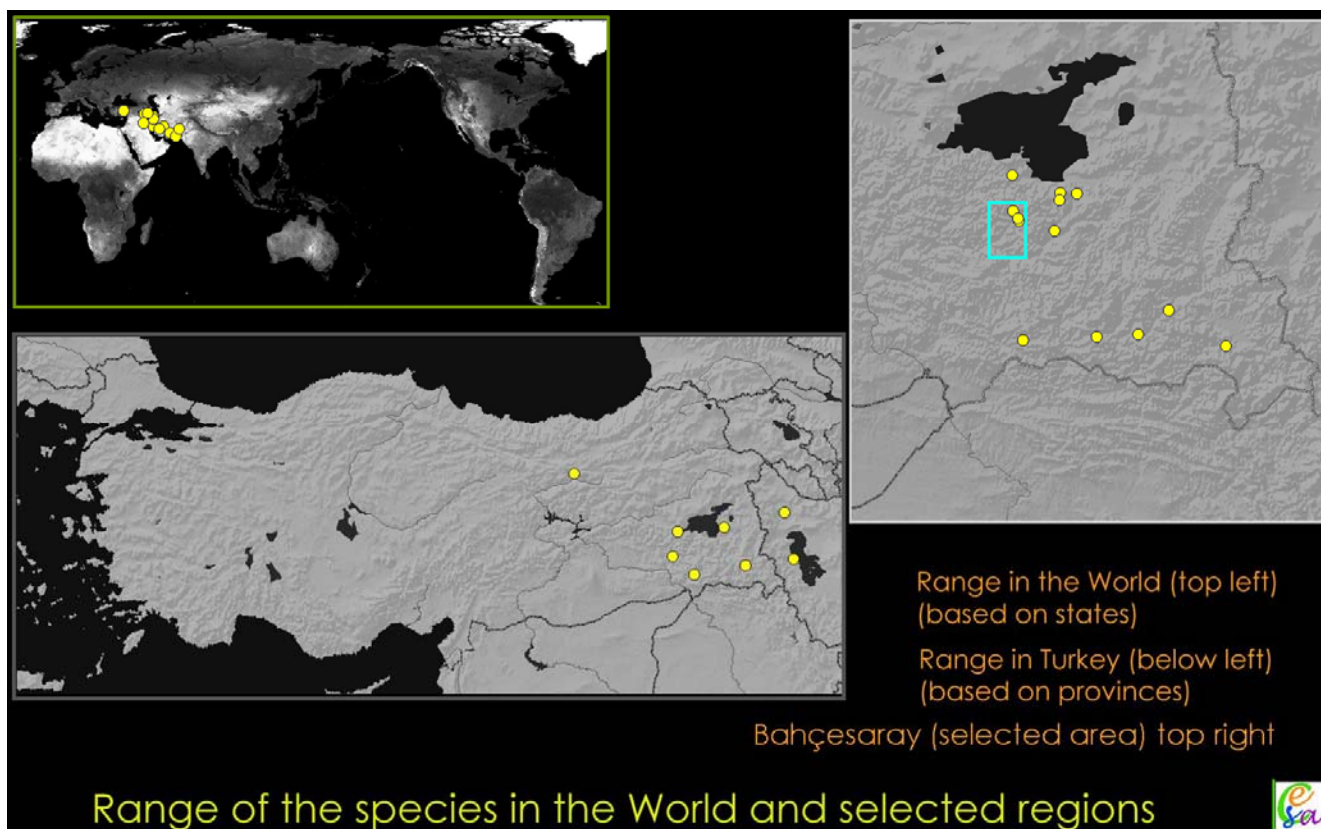 Range in the World (top left)
(based on states)
Range in Turkey (below left)
(based on provinces)
Bahçesaray (selected area) top right
Range of the species in the World and selected regions
Cesa